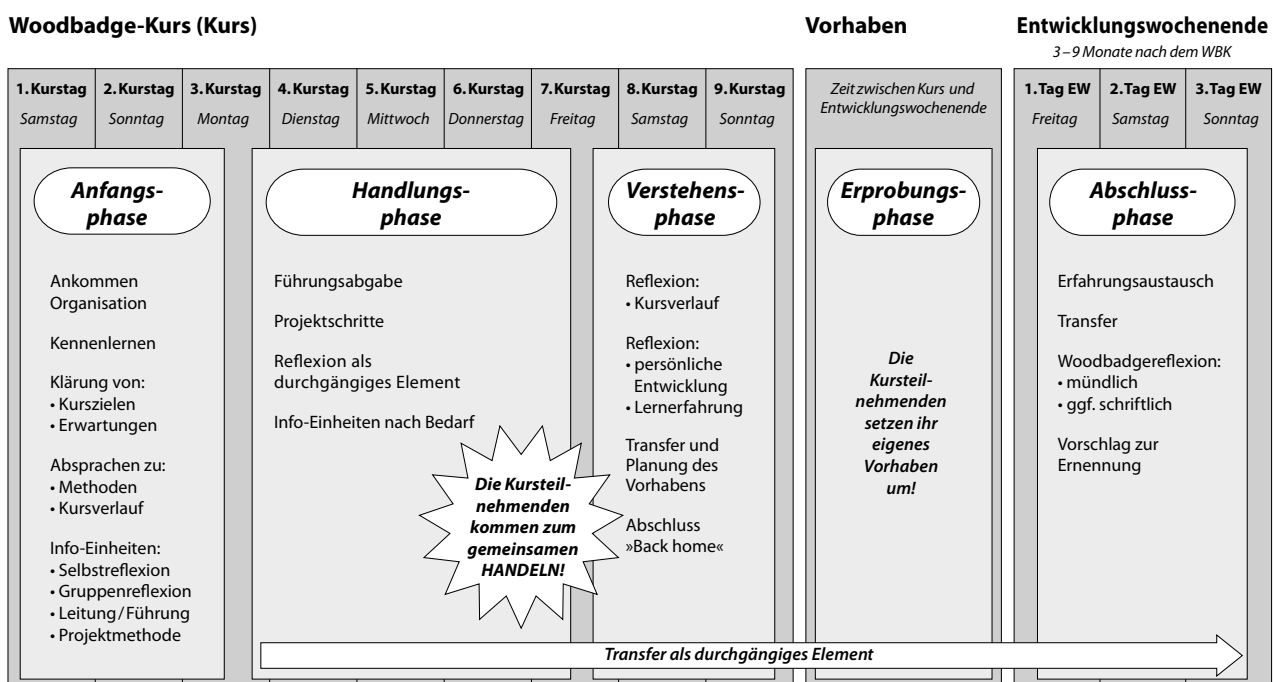 Woodbadge-Kurs (Kurs)
Vorhaben
Entwicklungswochenende
3–9 Monate nach dem WBK
1. Kurstag
Samstag
2. Kurstag
Sonntag
3. Kurstag
Montag
4. Kurstag
Dienstag
5. Kurstag
Mittwoch
6. Kurstag
Donnerstag
7. Kurstag
Freitag
8. Kurstag
Samstag
9. Kurstag
Sonntag
Zeit zwischen Kurs und
Entwicklungswochenende
1. Tag EW
Freitag
2. Tag EW
Samstag
3. Tag EW
Sonntag
Anfangs-
phase
Ankommen
Organisation
Kennenlernen
Klärung von:
• Kurszielen
• Erwartungen
Absprachen zu:
• Methoden
• Kursverlauf
Info-Einheiten:
• Selbstreflexion
• Gruppenreflexion
• Leitung/Führung
• Projektmethode
Handlungs-
phase
Führungsabgabe
Projektschritte
Reflexion als
durchgängiges Element
Info-Einheiten nach Bedarf
Die Kursteil-
nehmenden
kommen zum
gemeinsamen
HANDELN!
Verstehens-
phase
Reflexion:
• Kursverlauf
Reflexion:
• persönliche
Entwicklung
• Lernerfahrung
Transfer und
Planung des
Vorhabens
Abschluss
»Back home«
Erprobungs-
phase
Die
Kursteil-
nehmenden
setzen ihr
eigenes
Vorhaben
um!
Abschluss-
phase
Erfahrungsaustausch
Transfer
Woodbadgereflexion:
• mündlich
• ggf. schriftlich
Vorschlag zur
Ernennung
Transfer als durchgängiges Element